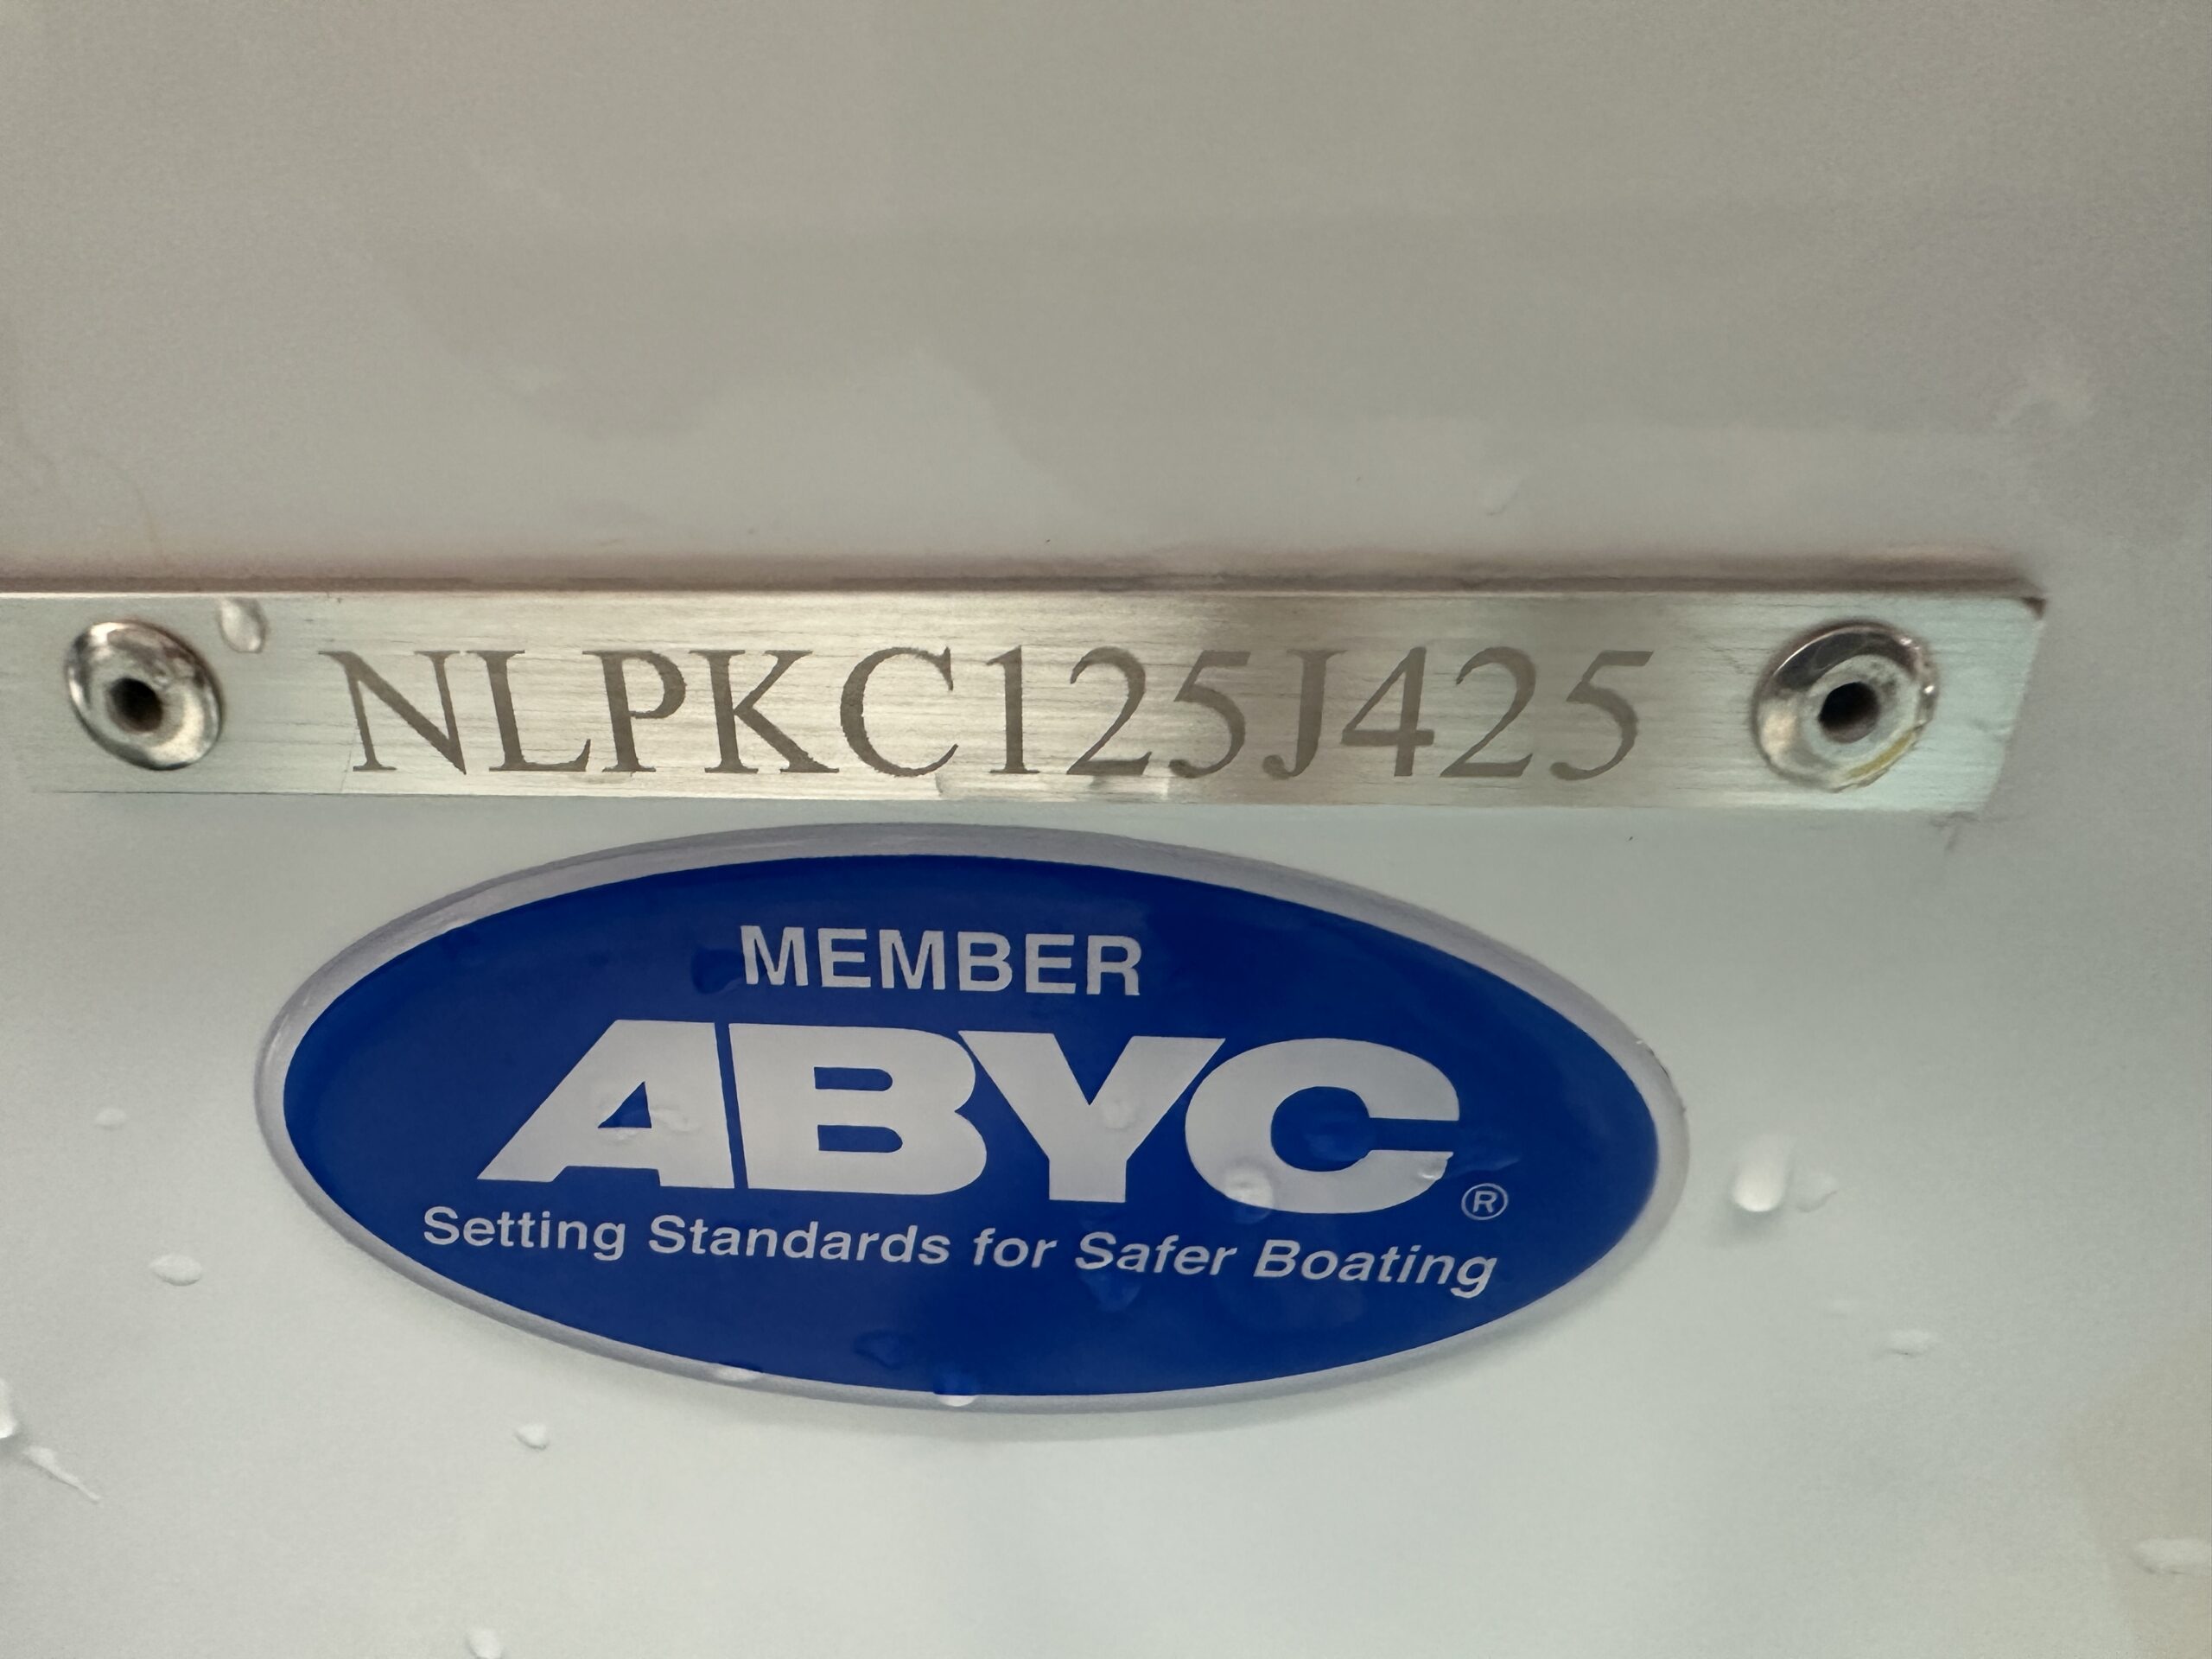 NLPKC125J425
MEMBER
ABYC®
Setting Standards for Safer Boating